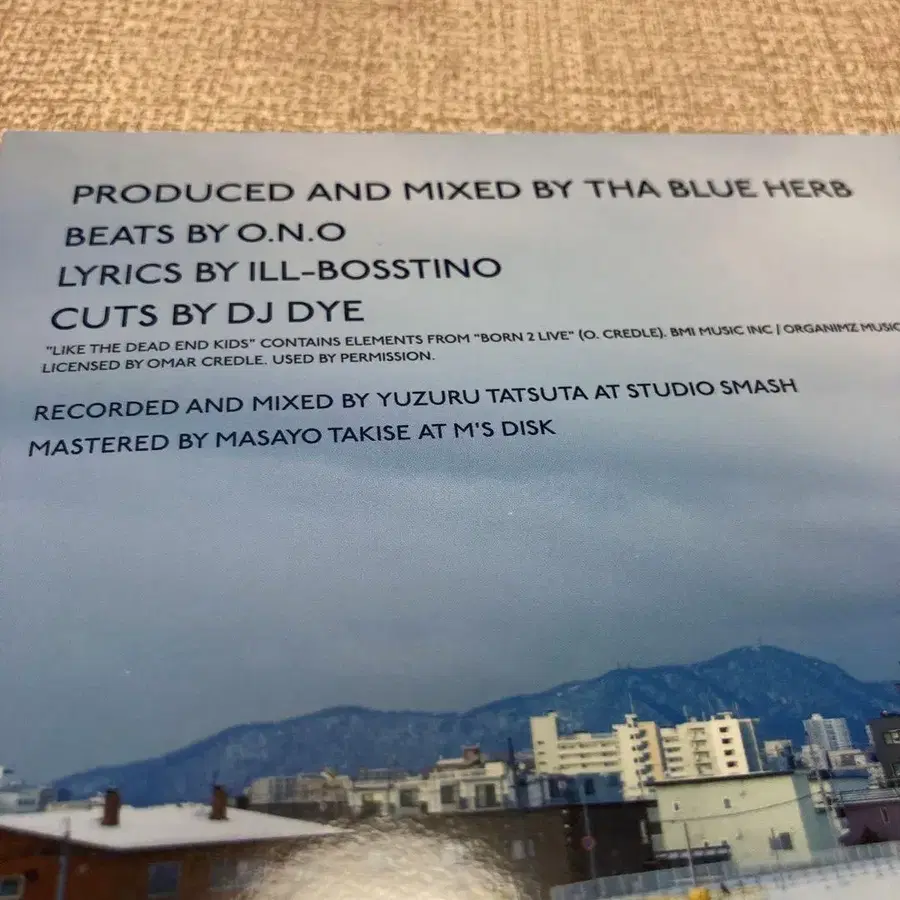 PRODUCED AND MIXED BY THA BLUE HERB
BEATS BY O.N.O
LYRICS BY ILL-BOSSTINO
CUTS BY DJ DYE
"LIKE THE DEAD END KIDS" CONTAINS ELEMENTS FROM "BORN 2 LIVE" (O. CREDLE). BMI MUSIC INC / ORGANIMZ MUSIC
LICENSED BY OMAR CREDLE. USED BY PERMISSION.
RECORDED AND MIXED BY YUZURU TATSUTA AT STUDIO SMASH
MASTERED BY MASAYO TAKISE AT M'S DISK